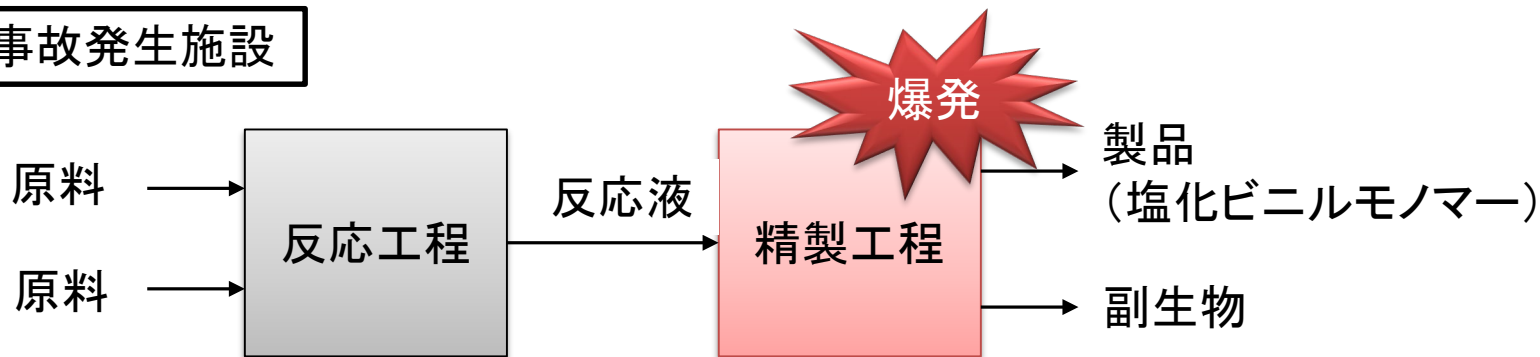 事故発生施設
爆発
原料
原料
反応工程
反応液
精製工程
製品
（塩化ビニルモノマー）
副生物